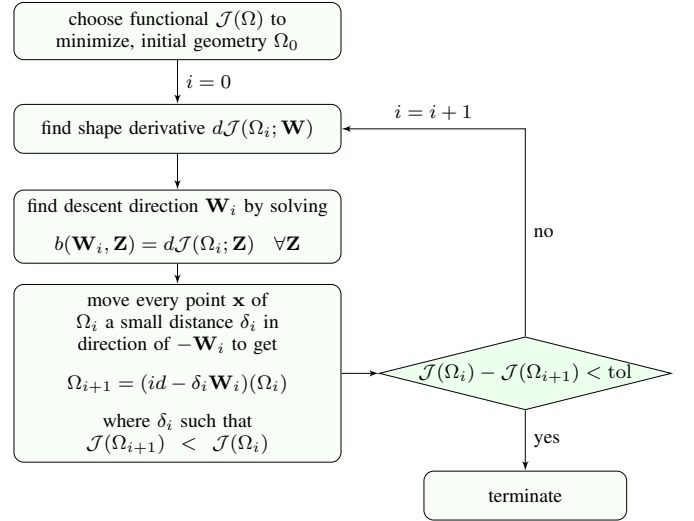 choose functional 𝒥(Ω) to
minimize, initial geometry Ω₀
i = 0
find shape derivative d𝒥(Ωᵢ; W)
i = i + 1
find descent direction Wᵢ by solving
b(Wᵢ, Z) = d𝒥(Ωᵢ; Z) ∀Z
no
move every point x of
Ωᵢ a small distance δᵢ in
direction of −Wᵢ to get
Ωᵢ₊₁ = (id − δᵢWᵢ)(Ωᵢ)
where δᵢ such that
𝒥(Ωᵢ₊₁) < 𝒥(Ωᵢ)
𝒥(Ωᵢ) − 𝒥(Ωᵢ₊₁) < tol
yes
terminate